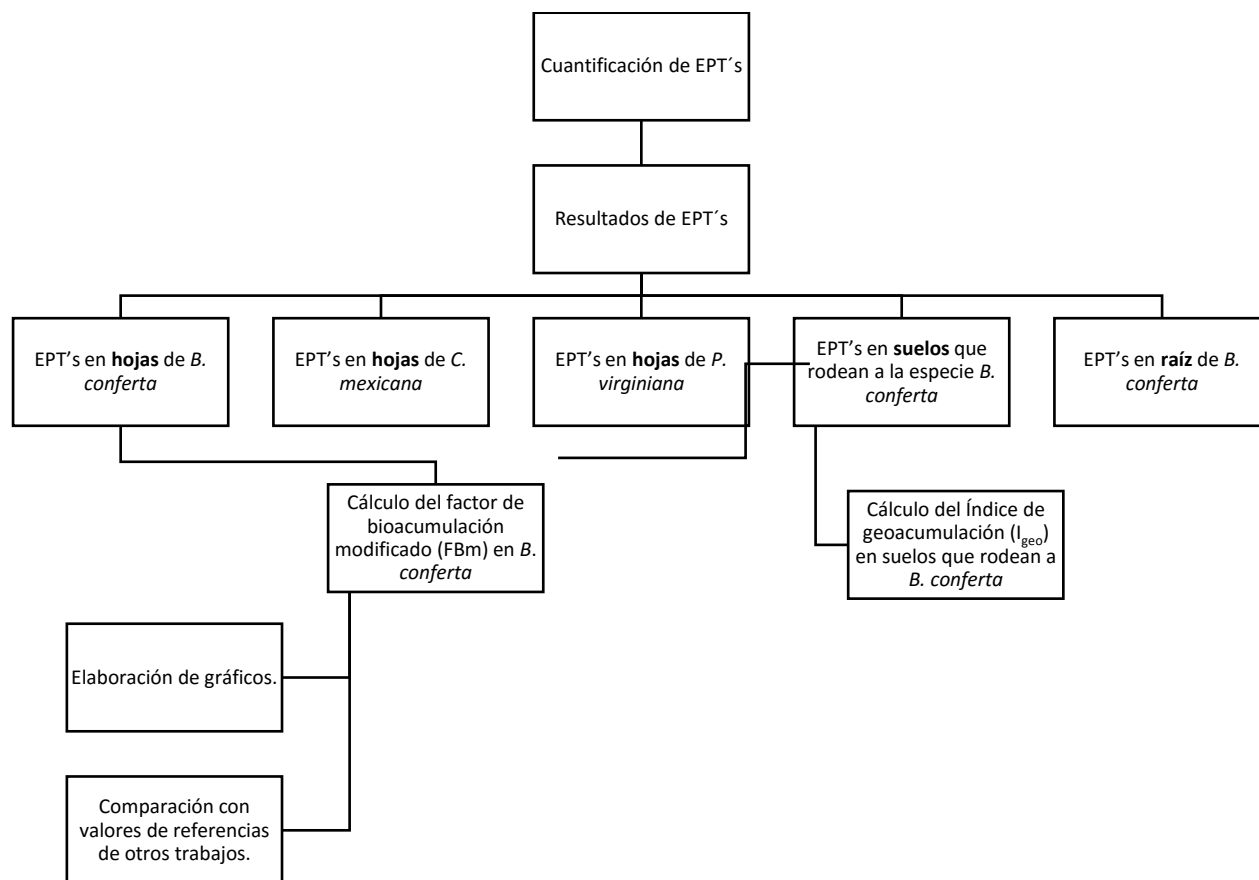 Cuantificación de EPT´s
Resultados de EPT´s
EPT’s en hojas de B.
conferta
EPT’s en hojas de C.
mexicana
EPT’s en hojas de P.
virginiana
EPT’s en suelos que
rodean a la especie B.
conferta
EPT’s en raíz de B.
conferta
Cálculo del factor de
bioacumulación
modificado (FBm) en B.
conferta
Cálculo del Índice de
geoacumulación (Igeo)
en suelos que rodean a
B. conferta
Elaboración de gráficos.
Comparación con
valores de referencias
de otros trabajos.